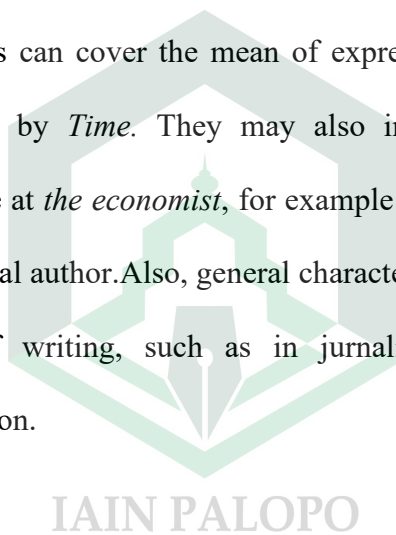 s can cover the mean of expre
by Time. They may also in
e at the economist, for example
al author.Also, general characte
f writing, such as in jurnal
on.
IAIN PALOPO